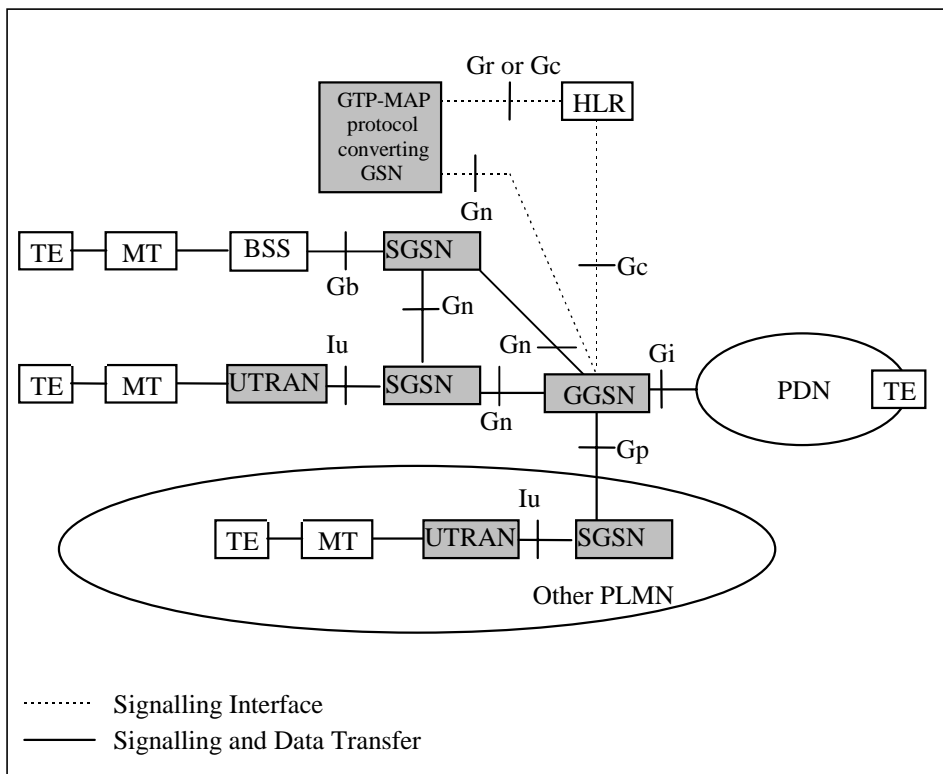 Gr or Gc
GTP-MAP
protocol
converting
GSN
HLR
Gn
TE
MT
BSS
Gb
SGSN
Gc
Gn
Gn
TE
MT
UTRAN
Iu
SGSN
Gn
GGSN
Gi
PDN
TE
Gp
TE
MT
UTRAN
Iu
SGSN
Other PLMN
Signalling Interface
Signalling and Data Transfer